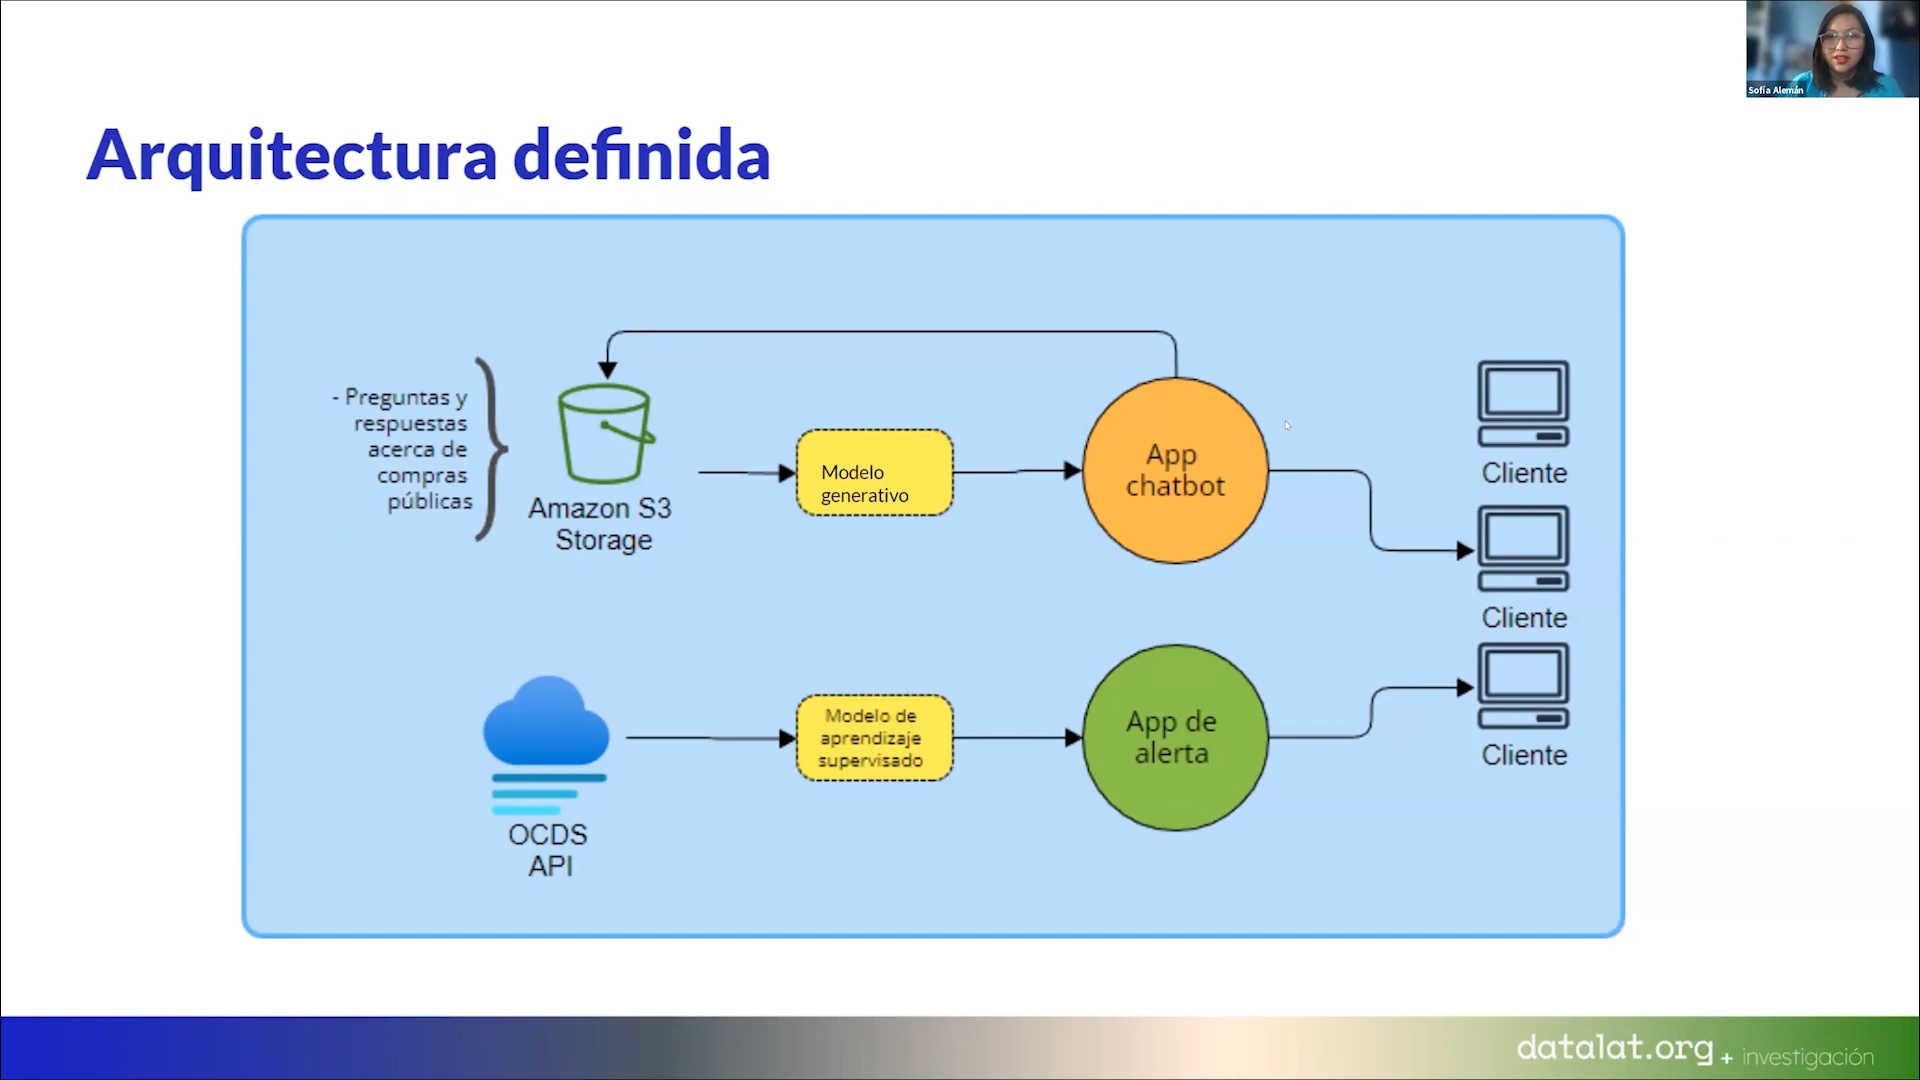 Sofía Alemán
Arquitectura definida
- Preguntas y
respuestas
acerca de
compras
públicas
Amazon S3
Storage
Modelo
generativo
App
chatbot
Cliente
Cliente
OCDS
API
Modelo de
aprendizaje
supervisado
App de
alerta
Cliente
datalat.org + investigación